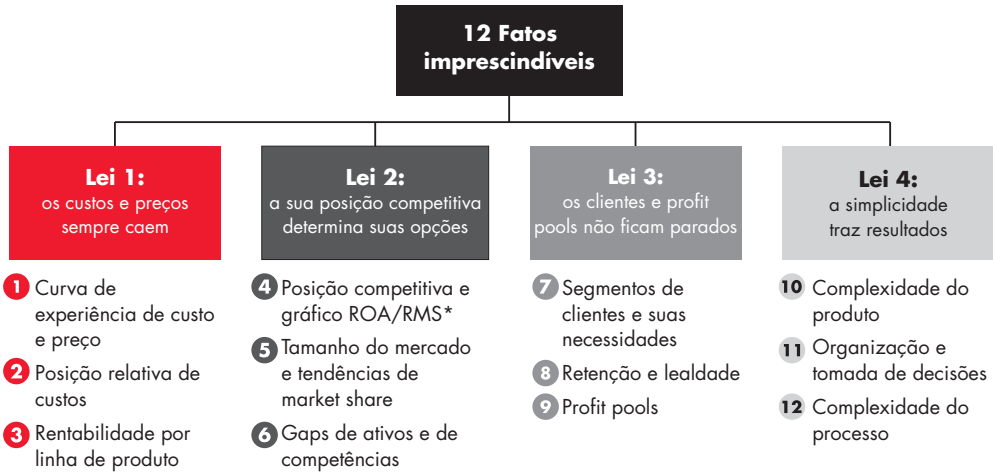 12 Fatos
imprescindíveis
Lei 1:
os custos e preços
sempre caem
1 Curva de
experiência de custo
e preço
2 Posição relativa de
custos
3 Rentabilidade por
linha de produto
Lei 2:
a sua posição competitiva
determina suas opções
4 Posição competitiva e
gráfico ROA/RMS*
5 Tamanho do mercado
e tendências de
market share
6 Gaps de ativos e de
competências
Lei 3:
os clientes e profit
pools não ficam parados
7 Segmentos de
clientes e suas
necessidades
8 Retenção e lealdade
9 Profit pools
Lei 4:
a simplicidade
traz resultados
10 Complexidade do
produto
11 Organização e
tomada de decisões
12 Complexidade do
processo